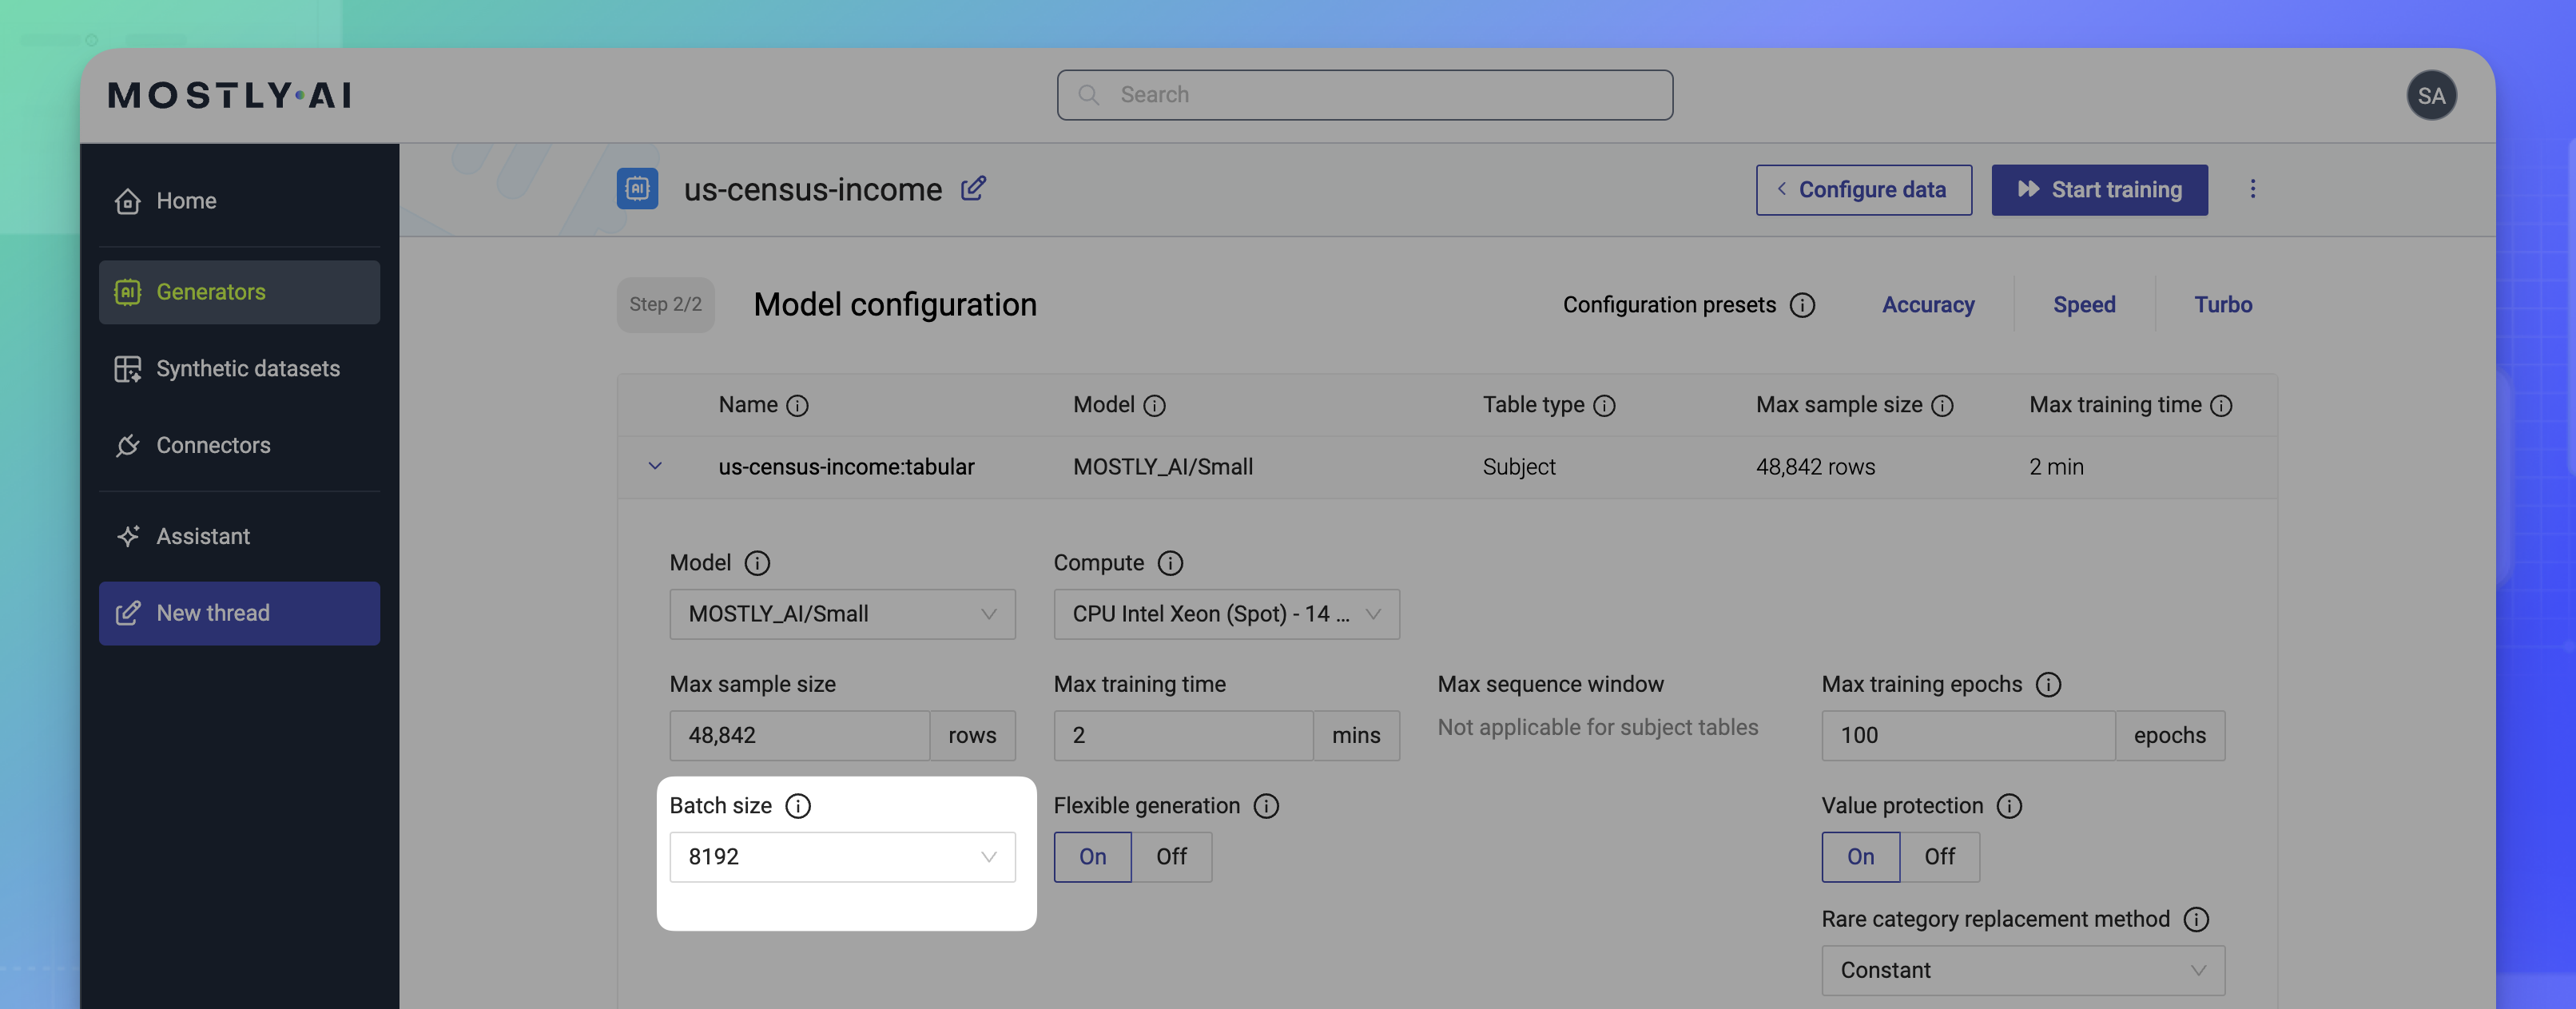 MOSTLY•AI
Search
SA
Home
Generators
Synthetic datasets
Connectors
Assistant
New thread
us-census-income
Configure data
Start training
Step 2/2
Model configuration
Configuration presets
Accuracy
Speed
Turbo
Name
Model
Table type
Max sample size
Max training time
us-census-income:tabular
MOSTLY_AI/Small
Subject
48,842 rows
2 min
Model
Compute
MOSTLY_AI/Small
CPU Intel Xeon (Spot) - 14 ...
Max sample size
Max training time
Max sequence window
Max training epochs
48,842 rows
2 mins
Not applicable for subject tables
100 epochs
Batch size
Flexible generation
Value protection
8192
On Off
On Off
Rare category replacement method
Constant